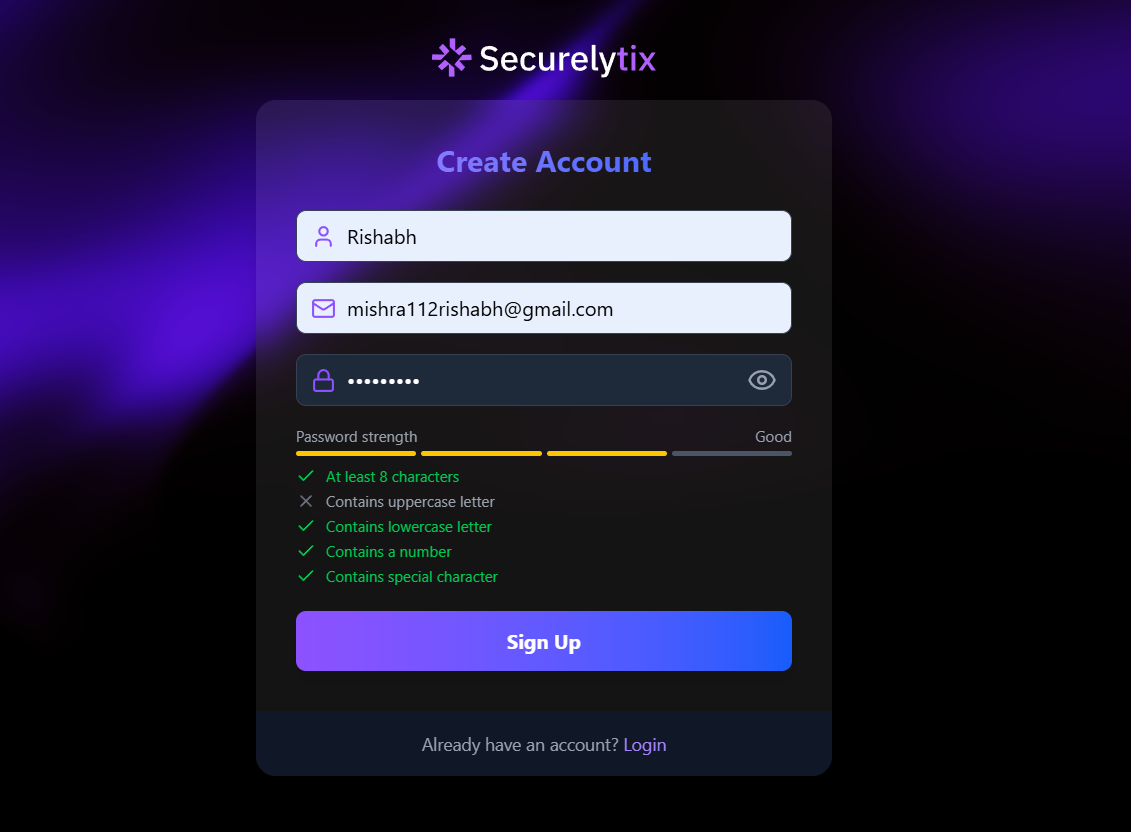 Securelytix
Create Account
Rishabh
mishra112rishabh@gmail.com
•••••••••
Password strength Good
At least 8 characters
Contains uppercase letter
Contains lowercase letter
Contains a number
Contains special character
Sign Up
Already have an account? Login